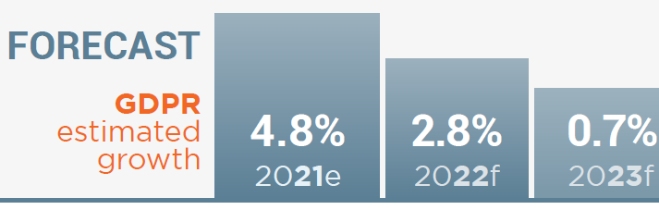 FORECAST
GDPR
estimated
growth
4.8%
2021e
2.8%
2022f
0.7%
2023f